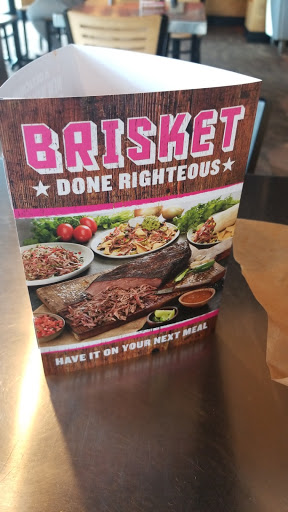 BRISKET
DONE RIGHTEOUS
HAVE IT ON YOUR NEXT MEAL